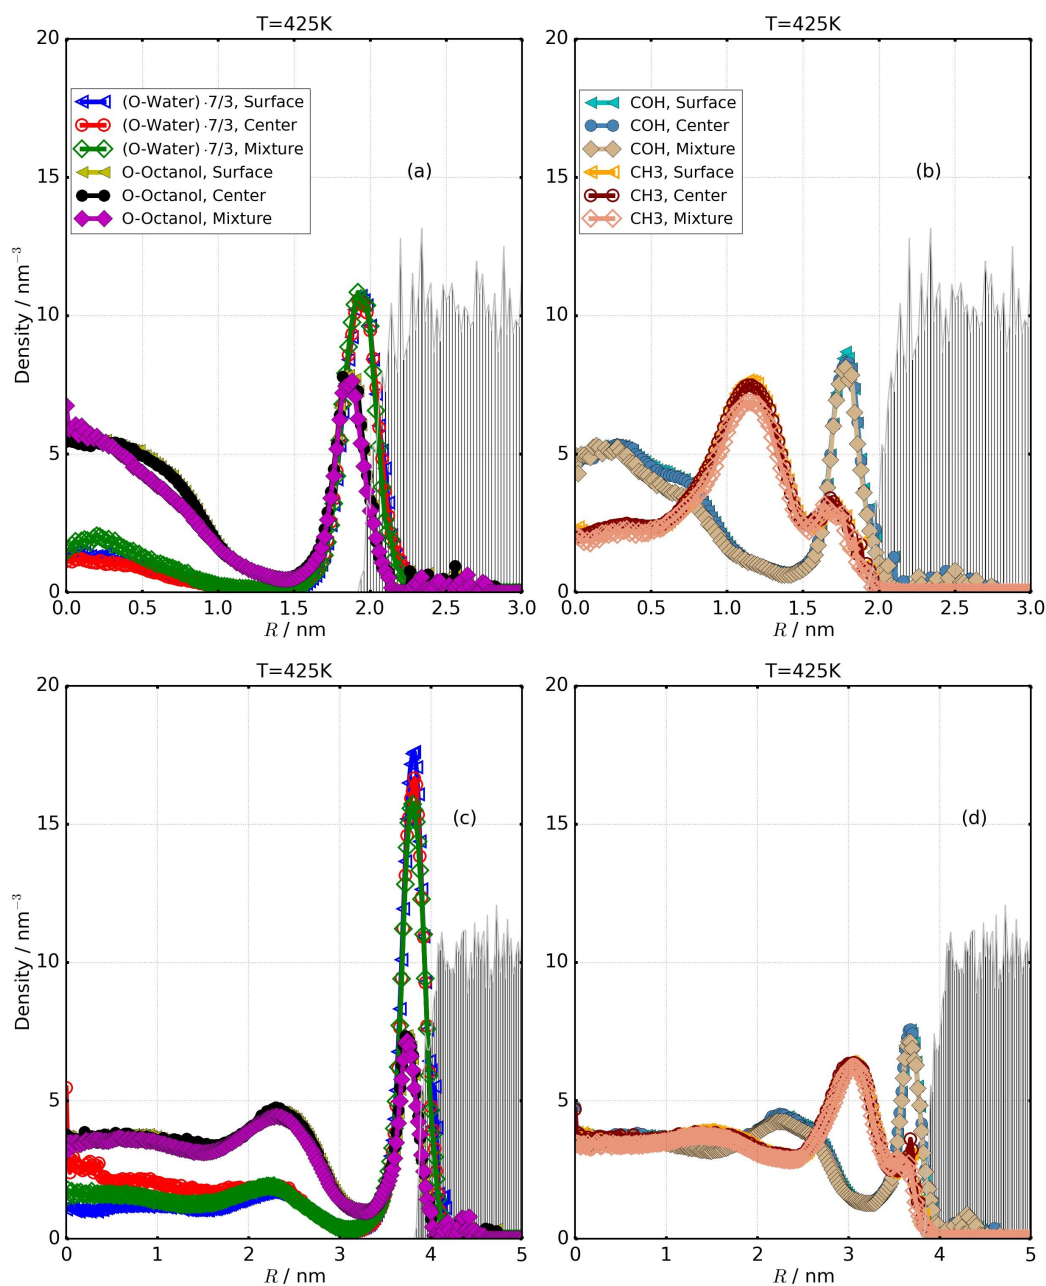 T=425K
20
15
10
5
0
Density / nm⁻³
(O-Water) ·7/3, Surface
(O-Water) ·7/3, Center
(O-Water) ·7/3, Mixture
O-Octanol, Surface
O-Octanol, Center
O-Octanol, Mixture
(a)
0.0 0.5 1.0 1.5 2.0 2.5 3.0
R / nm
T=425K
20
15
10
5
0
COH, Surface
COH, Center
COH, Mixture
CH3, Surface
CH3, Center
CH3, Mixture
(b)
0.0 0.5 1.0 1.5 2.0 2.5 3.0
R / nm
T=425K
20
15
10
5
0
Density / nm⁻³
(c)
0 1 2 3 4 5
R / nm
T=425K
20
15
10
5
0
(d)
0 1 2 3 4 5
R / nm